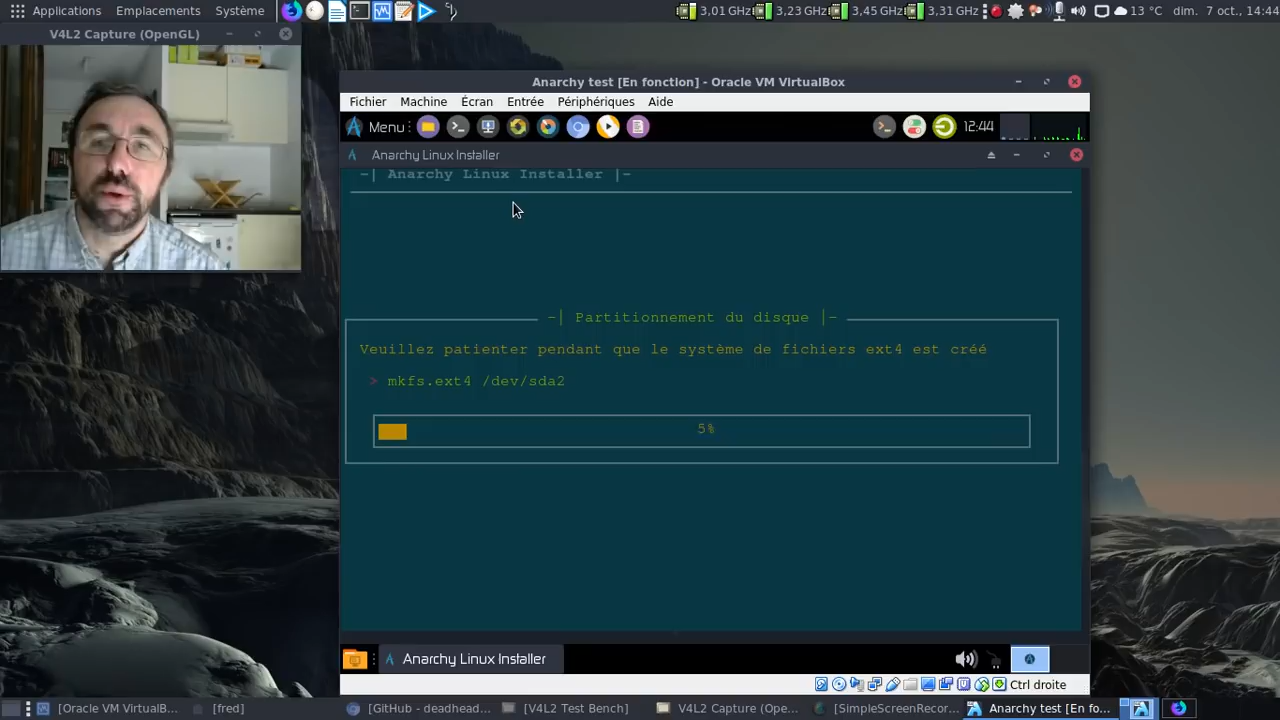 Applications Emplacements Système
3,01 GHz 3,23 GHz 3,45 GHz 3,31 GHz 13 °C dim. 7 oct., 14:44
V4L2 Capture (OpenGL)
Anarchy test [En fonction] - Oracle VM VirtualBox
Fichier Machine Écran Entrée Périphériques Aide
Menu 12:44
Anarchy Linux Installer
-| Anarchy Linux Installer |-
-| Partitionnement du disque |-
Veuillez patienter pendant que le système de fichiers ext4 est créé
> mkfs.ext4 /dev/sda2
5%
Anarchy Linux Installer
Ctrl droite
[Oracle VM VirtualB... [fred] [GitHub - deadhead... [V4L2 Test Bench] V4L2 Capture (Ope... [SimpleScreenRecor... Anarchy test [En fo...